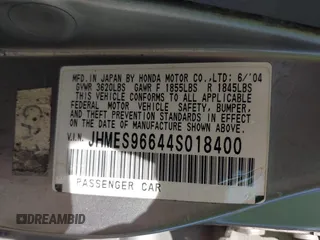 MFD. IN JAPAN BY HONDA MOTOR CO.,LTD; 6/'04
GVWR 3620LBS GAWR F 1855LBS R 1845LBS
THIS VEHICLE CONFORMS TO ALL APPLICABLE
FEDERAL MOTOR VEHICLE SAFETY, BUMPER,
AND THEFT PREVENTION STANDARDS IN EFFECT
ON THE DATE OF MANUFACTURE SHOWN ABOVE.
V.I.N. JHMES96644S018400
PASSENGER CAR
DREAMBID